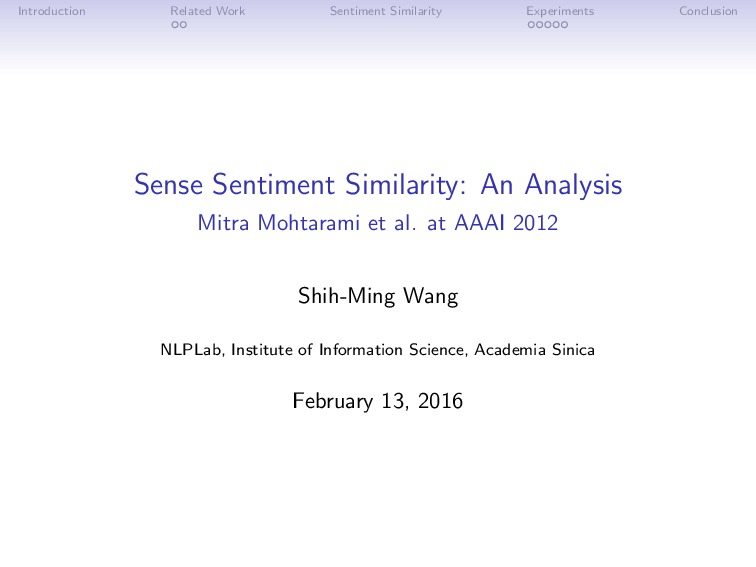 Introduction Related Work Sentiment Similarity Experiments Conclusion
Sense Sentiment Similarity: An Analysis
Mitra Mohtarami et al. at AAAI 2012
Shih-Ming Wang
NLPLab, Institute of Information Science, Academia Sinica
February 13, 2016